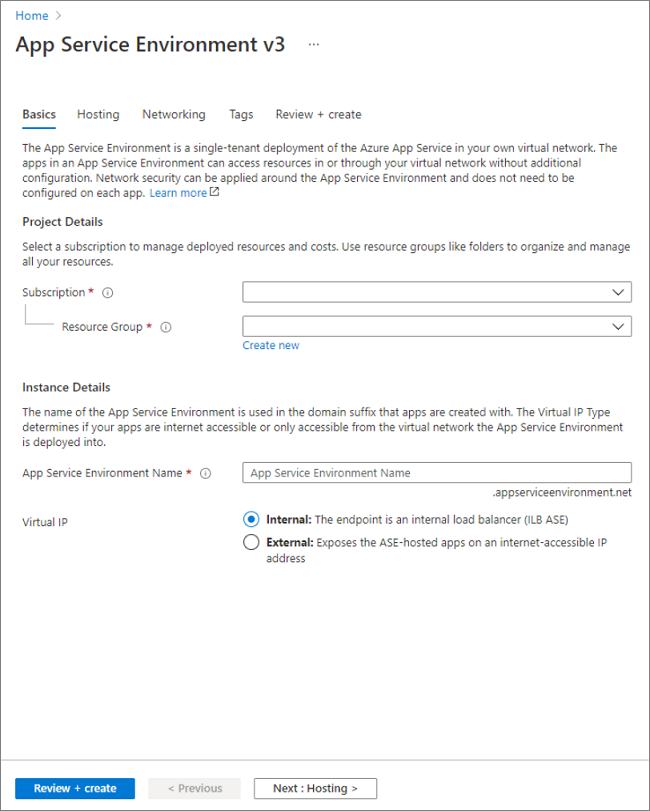 Home >
App Service Environment v3 ...
Basics Hosting Networking Tags Review + create
The App Service Environment is a single-tenant deployment of the Azure App Service in your own virtual network. The
apps in an App Service Environment can access resources in or through your virtual network without additional
configuration. Network security can be applied around the App Service Environment and does not need to be
configured on each app. Learn more
Project Details
Select a subscription to manage deployed resources and costs. Use resource groups like folders to organize and manage
all your resources.
Subscription *
Resource Group *
Create new
Instance Details
The name of the App Service Environment is used in the domain suffix that apps are created with. The Virtual IP Type
determines if your apps are internet accessible or only accessible from the virtual network the App Service Environment
is deployed into.
App Service Environment Name * App Service Environment Name
.appserviceenvironment.net
Virtual IP Internal: The endpoint is an internal load balancer (ILB ASE)
External: Exposes the ASE-hosted apps on an internet-accessible IP
address
Review + create < Previous Next : Hosting >